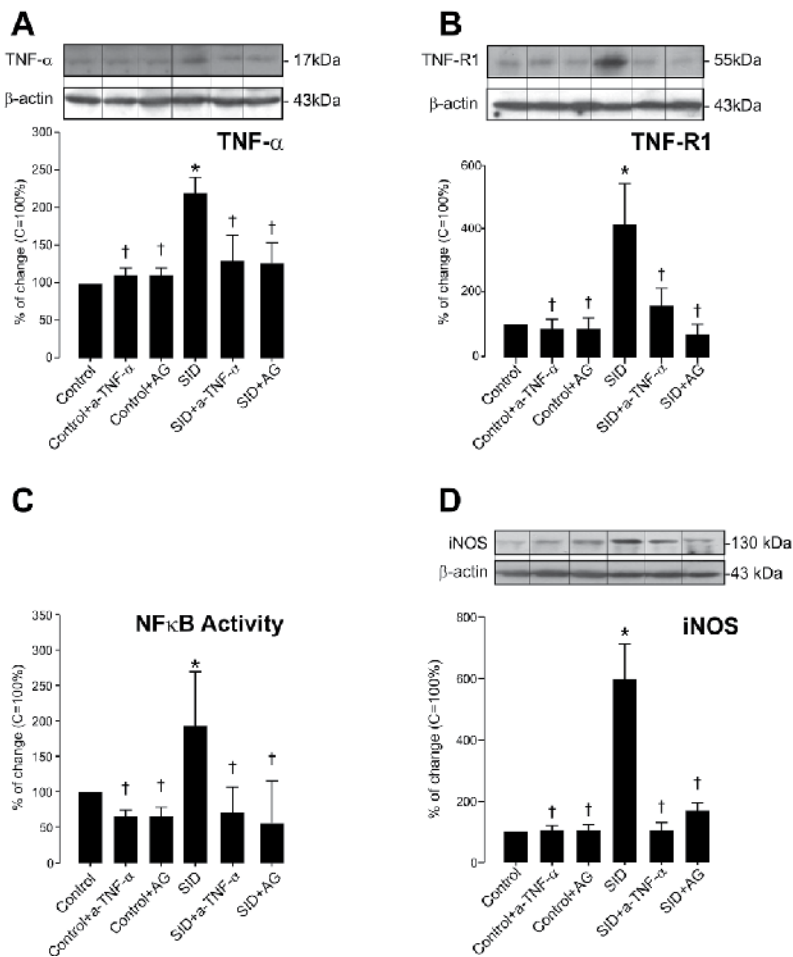 A
TNF-α
17kDa
β-actin
43kDa
TNF-α
% of change (C=100%)
300
250
200
150
100
50
0
*
†
†
†
†
Control
Control+a-TNF-α
Control+AG
SID
SID+a-TNF-α
SID+AG
B
TNF-R1
55kDa
β-actin
43kDa
TNF-R1
% of change (C=100%)
600
400
200
0
*
†
†
†
†
Control
Control+a-TNF-α
Control+AG
SID
SID+a-TNF-α
SID+AG
C
NFκB Activity
% of change (C=100%)
350
300
250
200
150
100
50
0
*
†
†
†
†
Control
Control+a-TNF-α
Control+AG
SID
SID+a-TNF-α
SID+AG
D
iNOS
130 kDa
β-actin
43 kDa
iNOS
% of change (C=100%)
800
600
400
200
0
*
†
†
†
†
Control
Control+a-TNF-α
Control+AG
SID
SID+a-TNF-α
SID+AG